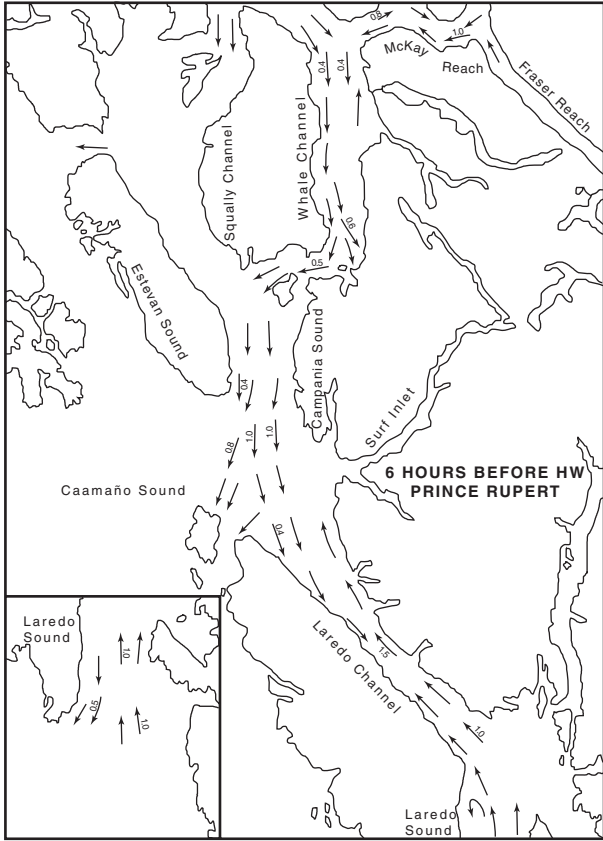 0.8
1.0
McKay
Reach
Fraser Reach
0.4
0.4
Whale Channel
Squally Channel
0.6
0.5
Estevan Sound
Campania Sound
0.4
Surf Inlet
0.8
1.0
1.0
6 HOURS BEFORE HW
PRINCE RUPERT
Caamaño Sound
0.4
Laredo
Sound
1.0
0.5
1.0
Laredo Channel
1.5
1.0
Laredo
Sound